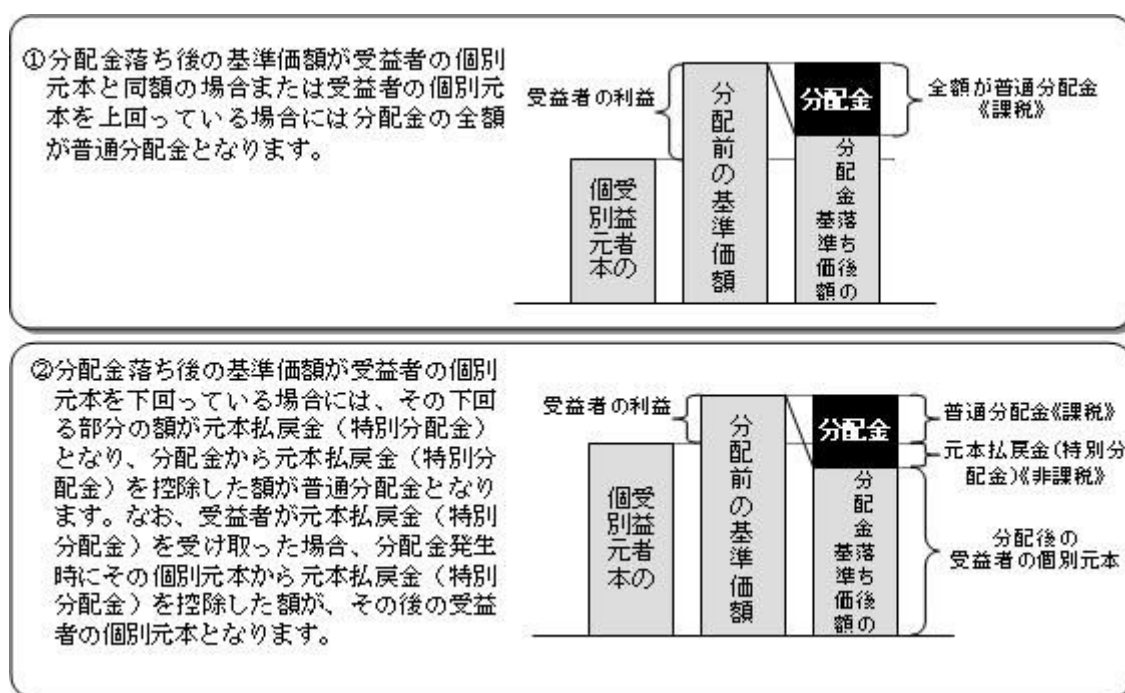 ①分配金落ち後の基準価額が受益者の個別
元本と同額の場合または受益者の個別元
本を上回っている場合には分配金の全額
が普通分配金となります。
受益者の利益
受益者の
個別元本
分配前の基準価額
分配金
分配金落ち後の
基準価額
全額が普通分配金
《課税》
②分配金落ち後の基準価額が受益者の個別
元本を下回っている場合には、その下回
る部分の額が元本払戻金（特別分配金）
となり、分配金から元本払戻金（特別分
配金）を控除した額が普通分配金となり
ます。なお、受益者が元本払戻金（特別
分配金）を受け取った場合、分配金発生
時にその個別元本から元本払戻金（特別
分配金）を控除した額が、その後の受益
者の個別元本となります。
受益者の利益
受益者の
個別元本
分配前の基準価額
分配金
分配金落ち後の
基準価額
普通分配金《課税》
元本払戻金(特別分
配金)《非課税》
分配後の
受益者の個別元本